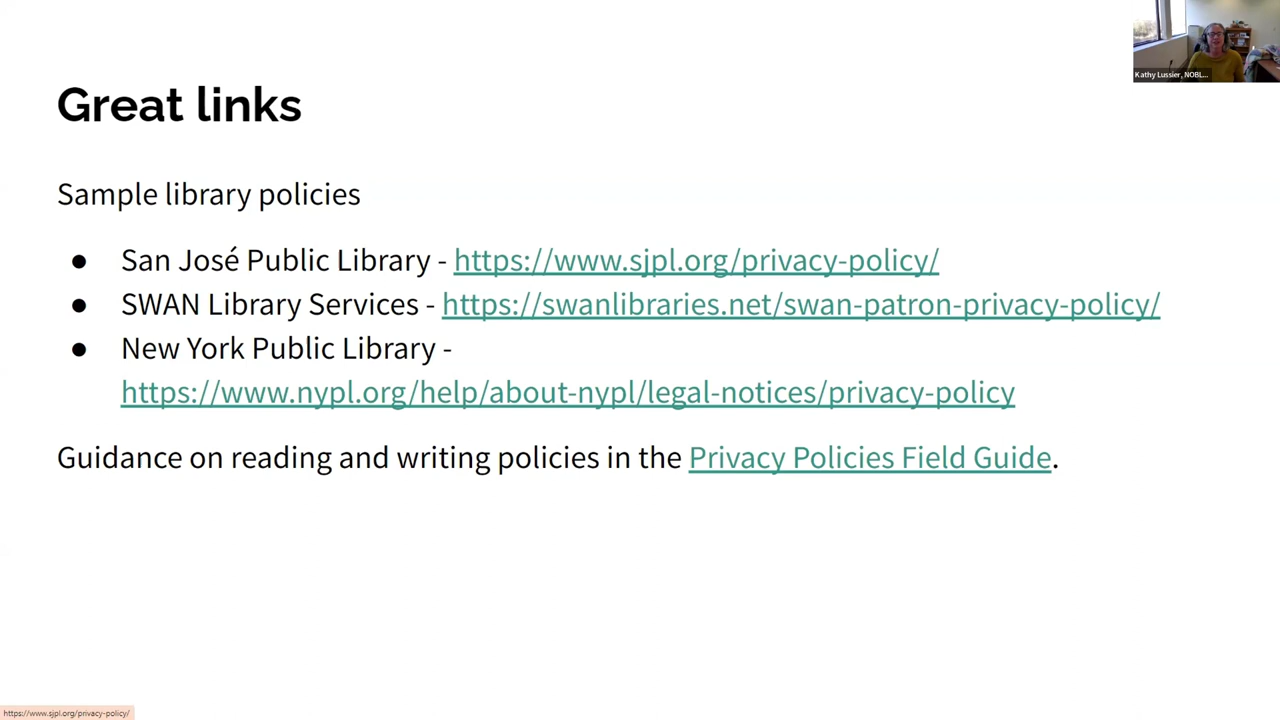 Great links
Kathy Lussier, NOBL...
Sample library policies
● San José Public Library - https://www.sjpl.org/privacy-policy/
● SWAN Library Services - https://swanlibraries.net/swan-patron-privacy-policy/
● New York Public Library -
https://www.nypl.org/help/about-nypl/legal-notices/privacy-policy
Guidance on reading and writing policies in the Privacy Policies Field Guide.
https://www.sjpl.org/privacy-policy/